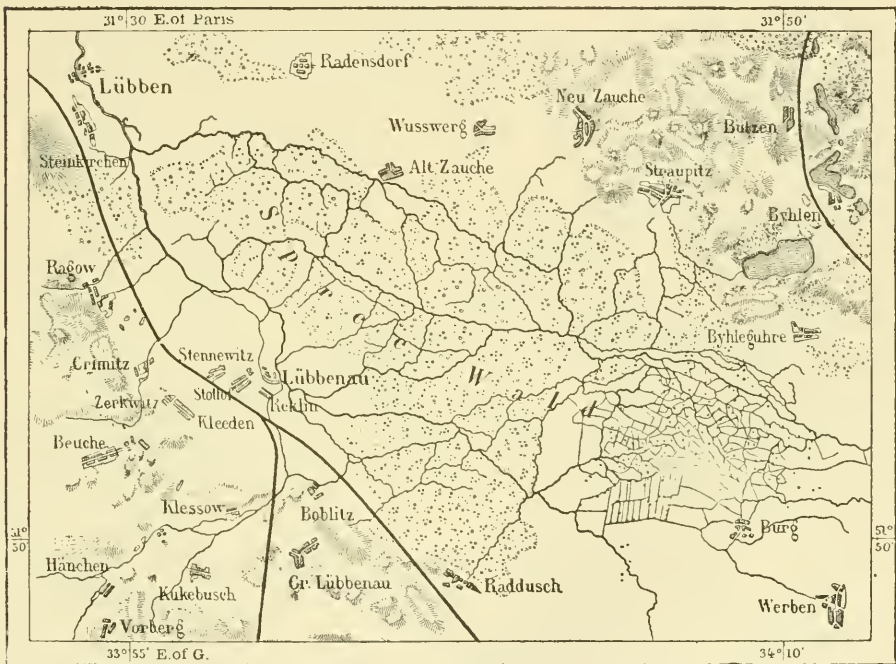 31° 30 E.of Paris
31° 50'
Radensdorf
Lübben
Neu Zauche
Butzen
Wusswerg
Steinkirchen
Alt Zauche
Straupitz
Byhlen
Ragow
Spree Wald
Byhleguhre
Stennewitz
Crimitz
Lübbenau
Stottof
Zerkwitz
Reklin
Kleeden
Beuche
Klessow
Boblitz
Burg
51° 50'
51° 50'
Hänchen
Kukebusch
Gr. Lübbenau
Raddusch
Werben
Vorberg
33° 55' E.of G.
34° 10'